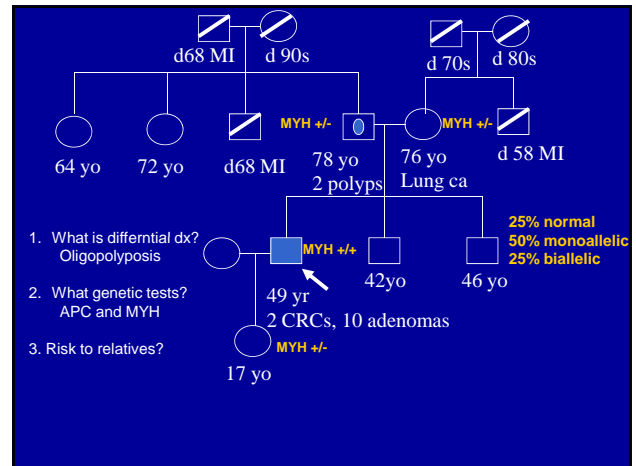 d68 MI
d 90s
d 70s
d 80s
64 yo
72 yo
d68 MI
MYH +/-
78 yo
2 polyps
MYH +/-
76 yo
Lung ca
d 58 MI
1. What is differntial dx?
Oligopolyposis
2. What genetic tests?
APC and MYH
3. Risk to relatives?
MYH +/+
49 yr
2 CRCs, 10 adenomas
42yo
46 yo
25% normal
50% monoallelic
25% biallelic
MYH +/-
17 yo